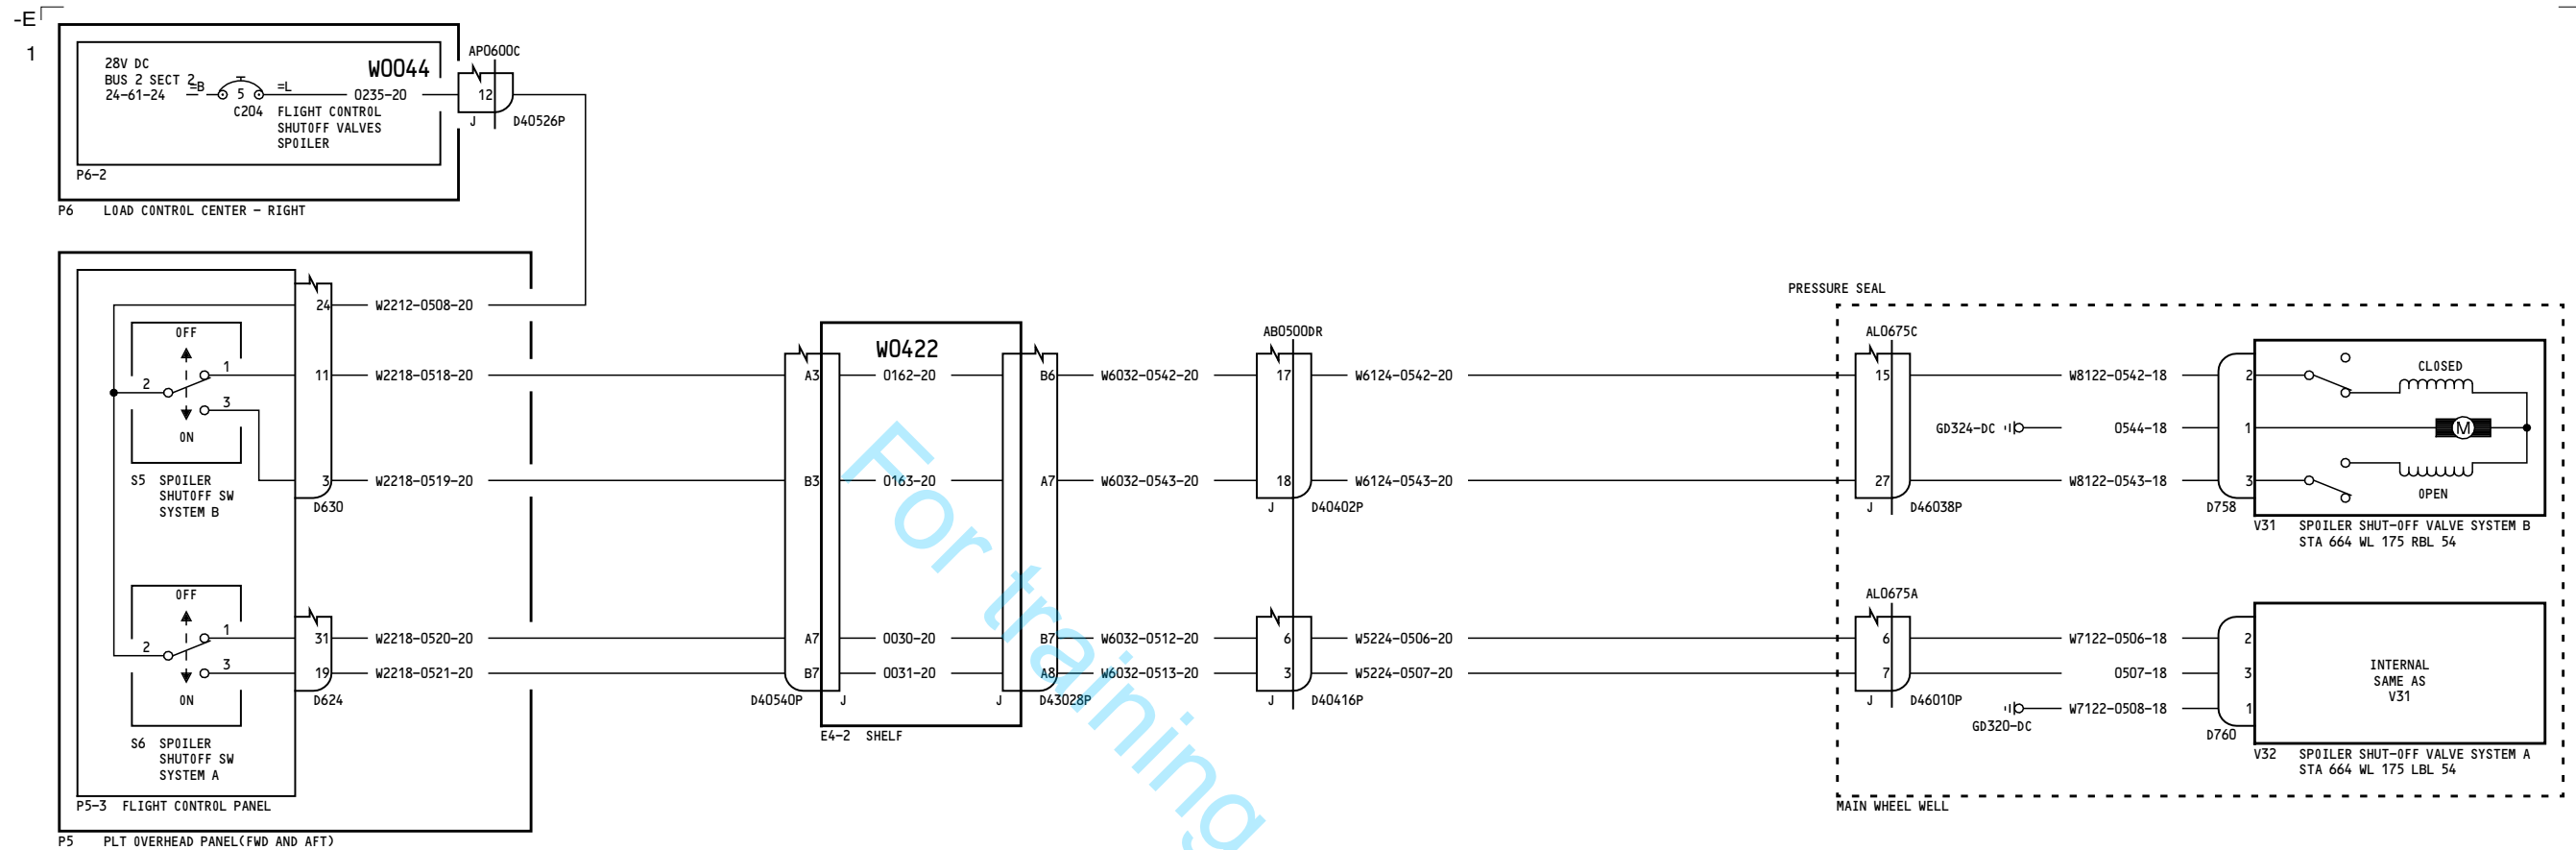 -E
1
28V DC
BUS 2 SECT 2
24-61-24
=B
5
C204
=L
W0044
0235-20
FLIGHT CONTROL
SHUTOFF VALVES
SPOILER
P6-2
P6 LOAD CONTROL CENTER - RIGHT
AP0600C
12
J
D40526P
OFF
1
2
3
ON
S5 SPOILER
SHUTOFF SW
SYSTEM B
24
11
3
D630
W2212-0508-20
W2218-0518-20
W2218-0519-20
OFF
1
2
3
ON
S6 SPOILER
SHUTOFF SW
SYSTEM A
31
19
D624
W2218-0520-20
W2218-0521-20
P5-3 FLIGHT CONTROL PANEL
P5 PLT OVERHEAD PANEL(FWD AND AFT)
W0422
A3
0162-20
B6
B3
0163-20
A7
A7
0030-20
B7
B7
0031-20
A8
D40540P
J
J
D43028P
E4-2 SHELF
W6032-0542-20
W6032-0543-20
W6032-0512-20
W6032-0513-20
AB0500DR
17
18
J
D40402P
6
3
J
D40416P
W6124-0542-20
W6124-0543-20
W5224-0506-20
W5224-0507-20
PRESSURE SEAL
AL0675C
15
27
J
D46038P
GD324-DC
W8122-0542-18
0544-18
W8122-0543-18
2
1
3
D758
CLOSED
M
OPEN
V31 SPOILER SHUT-OFF VALVE SYSTEM B
STA 664 WL 175 RBL 54
AL0675A
6
7
J
D46010P
GD320-DC
W7122-0506-18
0507-18
W7122-0508-18
2
3
1
D760
INTERNAL
SAME AS
V31
V32 SPOILER SHUT-OFF VALVE SYSTEM A
STA 664 WL 175 LBL 54
MAIN WHEEL WELL
For training